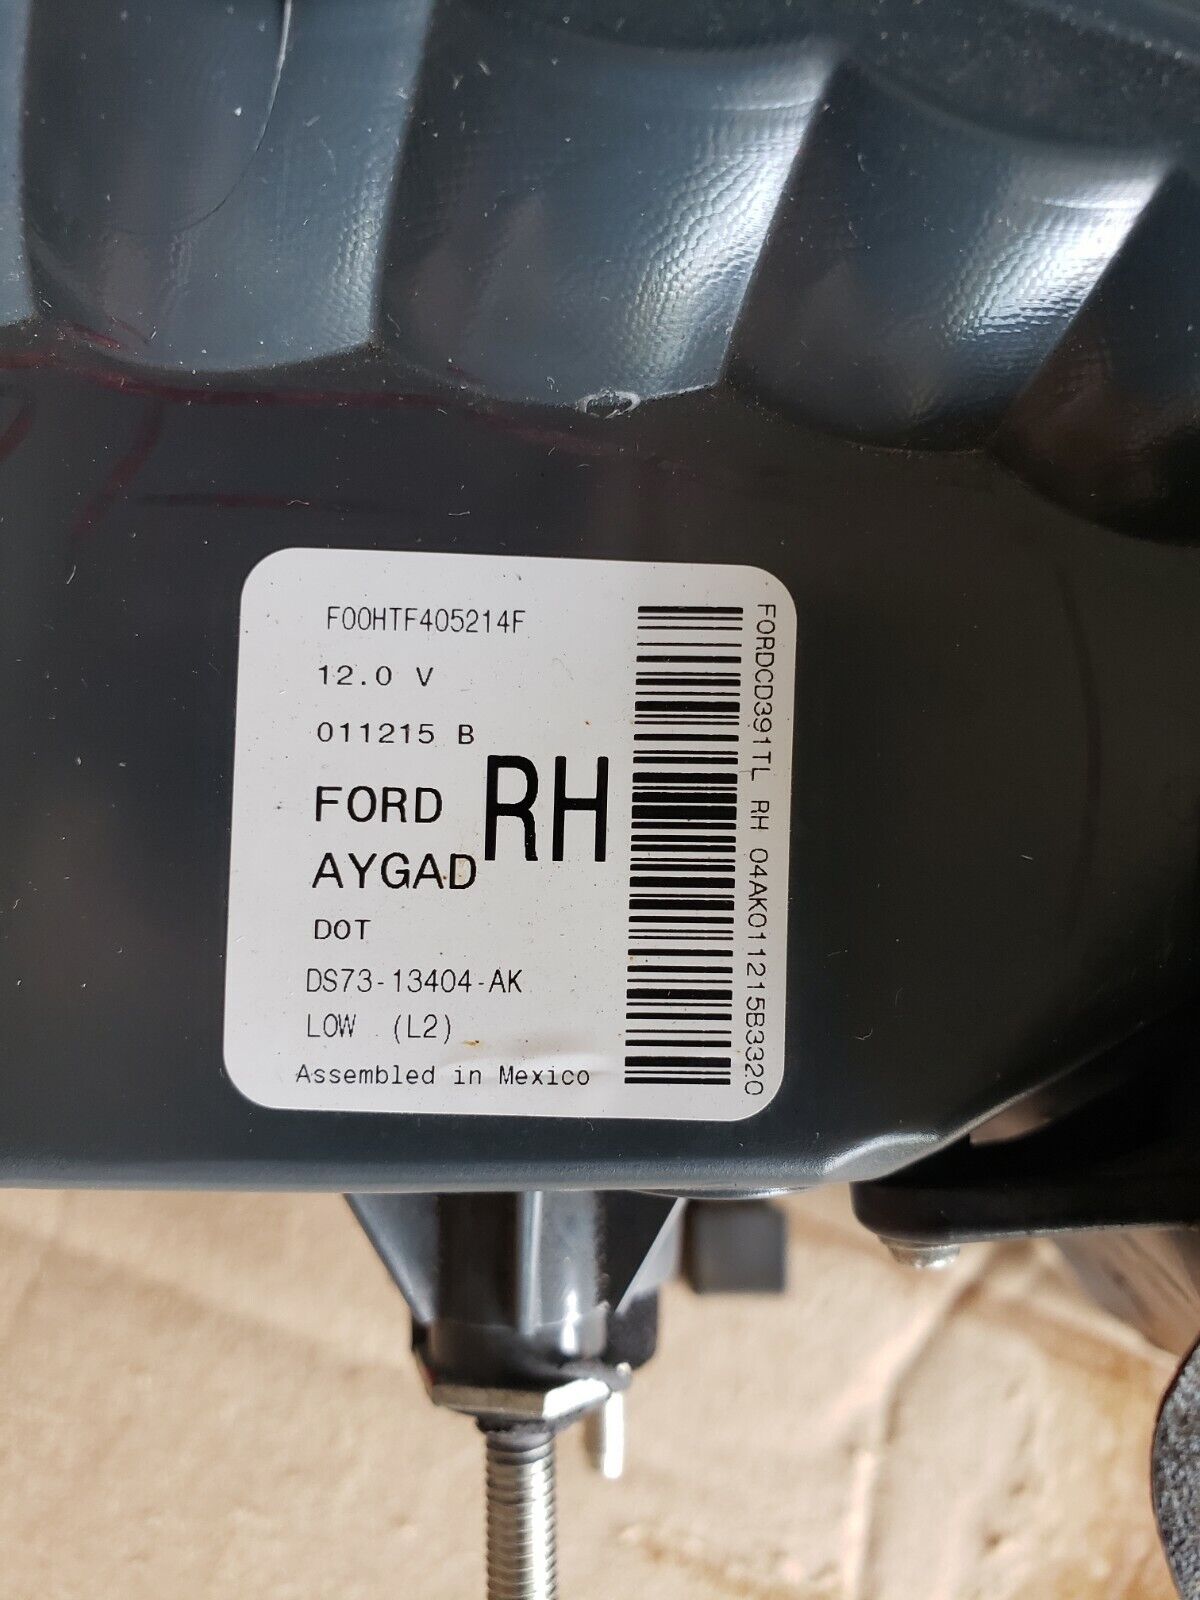 F00HTF405214F
12.0 V
011215 B
FORD
RH
AYGAD
DOT
DS73-13404-AK
LOW (L2)
Assembled in Mexico
FORDCD391TL RH 04AK011215B3320